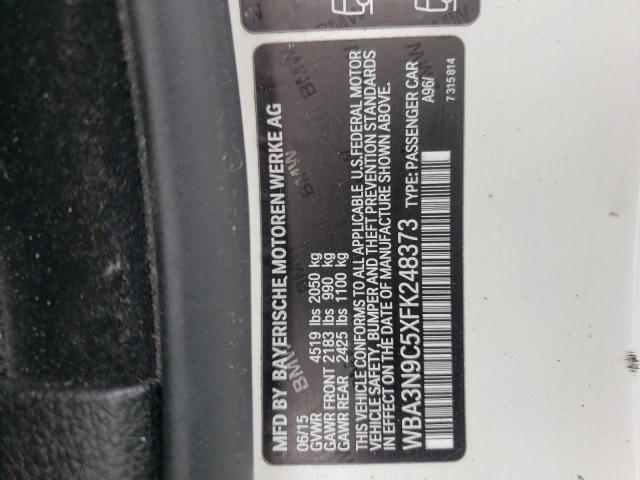 MFD BY BAYERISCHE MOTOREN WERKE AG
06/15
GVWR 4519 lbs 2050 kg
GAWR FRONT 2183 lbs 990 kg
GAWR REAR 2425 lbs 1100 kg
THIS VEHICLE CONFORMS TO ALL APPLICABLE U.S.FEDERAL MOTOR
VEHICLE SAFETY, BUMPER AND THEFT PREVENTION STANDARDS
IN EFFECT ON THE DATE OF MANUFACTURE SHOWN ABOVE.
WBA3N9C5XFK248373 TYPE: PASSENGER CAR
A96/
7 315 814